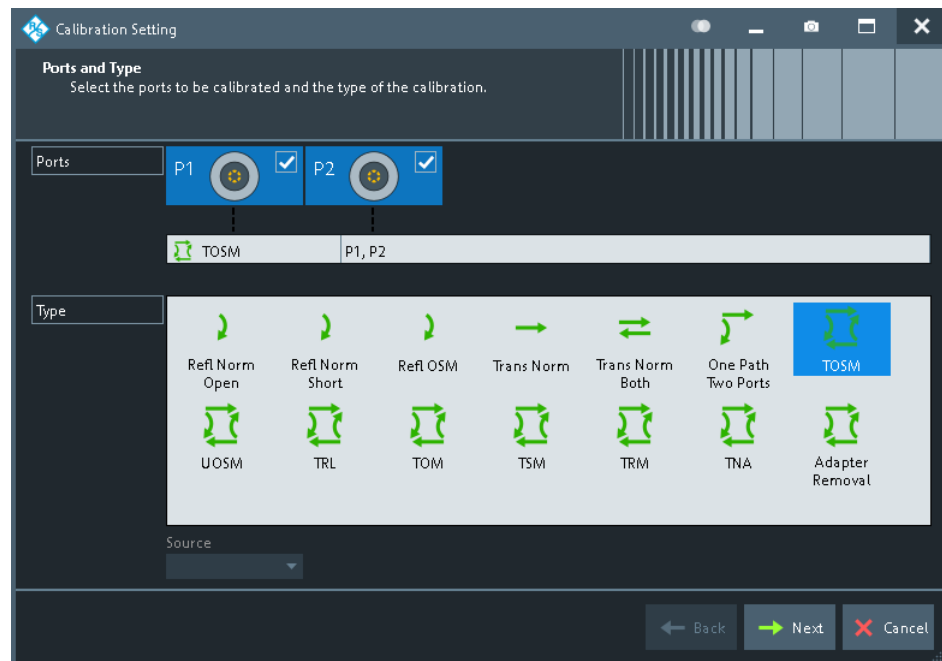 R&S Calibration Setting
Ports and Type
Select the ports to be calibrated and the type of the calibration.
Ports
P1
P2
TOSM
P1, P2
Type
Refl Norm Open
Refl Norm Short
Refl OSM
Trans Norm
Trans Norm Both
One Path Two Ports
TOSM
UOSM
TRL
TOM
TSM
TRM
TNA
Adapter Removal
Source
Back
Next
Cancel